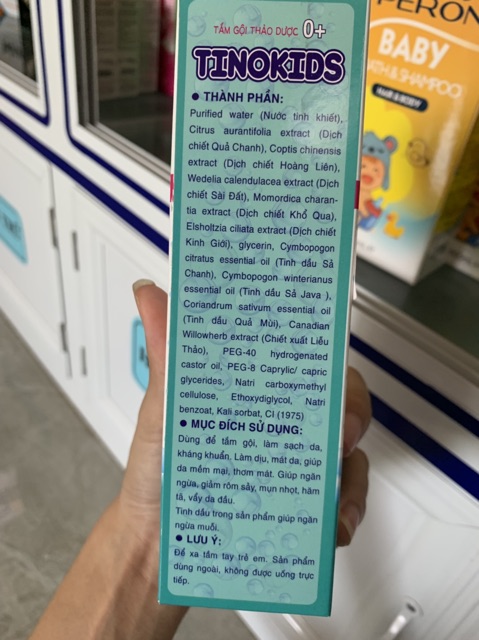 TẮM GỘI THẢO DƯỢC 0+
TINOKIDS
● THÀNH PHẦN:
Purified water (Nước tinh khiết),
Citrus aurantifolia extract (Dịch
chiết Quả Chanh), Coptis chinensis
extract (Dịch chiết Hoàng Liên),
Wedelia calendulacea extract (Dịch
chiết Sài Đất), Momordica charan-
tia extract (Dịch chiết Khổ Qua),
Elsholtzia ciliata extract (Dịch chiết
Kinh Giới), glycerin, Cymbopogon
citratus essential oil (Tinh dầu Sả
Chanh), Cymbopogon winterianus
essential oil (Tinh dầu Sả Java ),
Coriandrum sativum essential oil
(Tinh dầu Quả Mùi), Canadian
Willowherb extract (Chiết xuất Liễu
Thảo), PEG-40 hydrogenated
castor oil, PEG-8 Caprylic/ capric
glycerides, Natri carboxymethyl
cellulose, Ethoxydiglycol, Natri
benzoat, Kali sorbat, CI (1975)
● MỤC ĐÍCH SỬ DỤNG:
Dùng để tắm gội, làm sạch da,
kháng khuẩn. Làm dịu, mát da, giúp
da mềm mại, thơm mát. Giúp ngăn
ngừa, giảm rôm sảy, mụn nhọt, hăm
tã, vẩy da đầu.
Tinh dầu trong sản phẩm giúp ngăn
ngừa muỗi.
● LƯU Ý:
Để xa tầm tay trẻ em. Sản phẩm
dùng ngoài, không được uống trực
tiếp.
BABY
SHAMPOO
HAIR & BODY